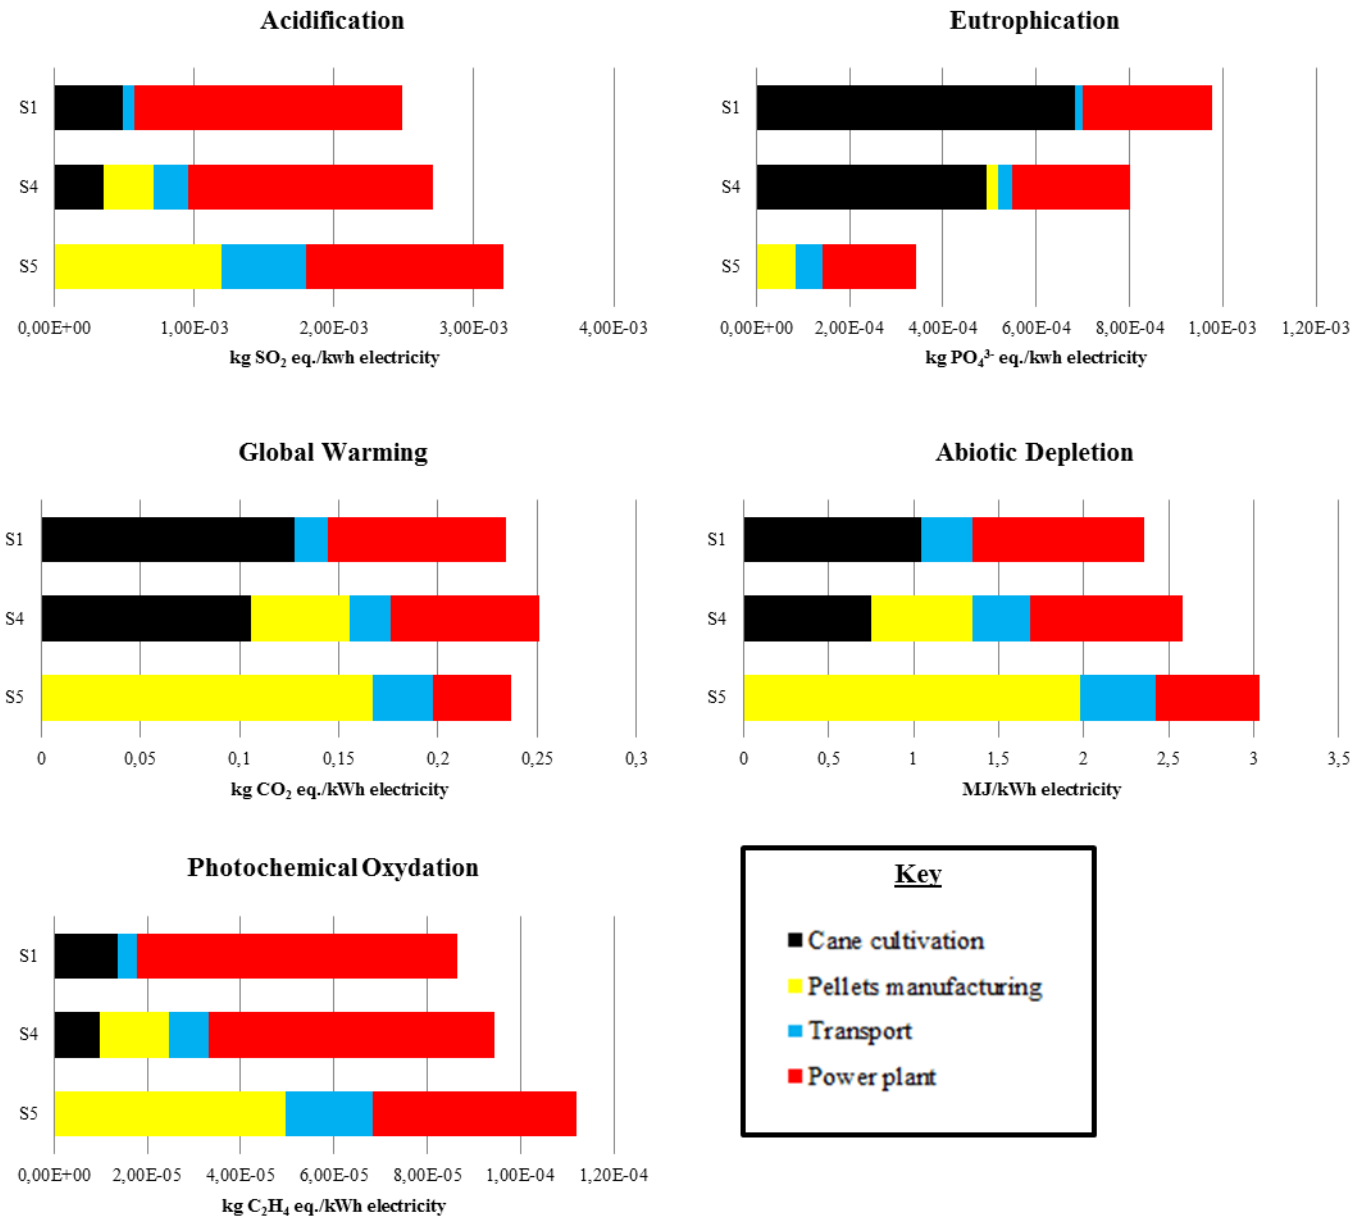 Acidification
S1
S4
S5
0,00E+00 1,00E-03 2,00E-03 3,00E-03 4,00E-03
kg SO₂ eq./kwh electricity
Eutrophication
S1
S4
S5
0,00E+00 2,00E-04 4,00E-04 6,00E-04 8,00E-04 1,00E-03 1,20E-03
kg PO₄³⁻ eq./kwh electricity
Global Warming
S1
S4
S5
0 0,05 0,1 0,15 0,2 0,25 0,3
kg CO₂ eq./kWh electricity
Abiotic Depletion
S1
S4
S5
0 0,5 1 1,5 2 2,5 3 3,5
MJ/kWh electricity
Photochemical Oxydation
S1
S4
S5
0,00E+00 2,00E-05 4,00E-05 6,00E-05 8,00E-05 1,00E-04 1,20E-04
kg C₂H₄ eq./kWh electricity
Key
Cane cultivation
Pellets manufacturing
Transport
Power plant